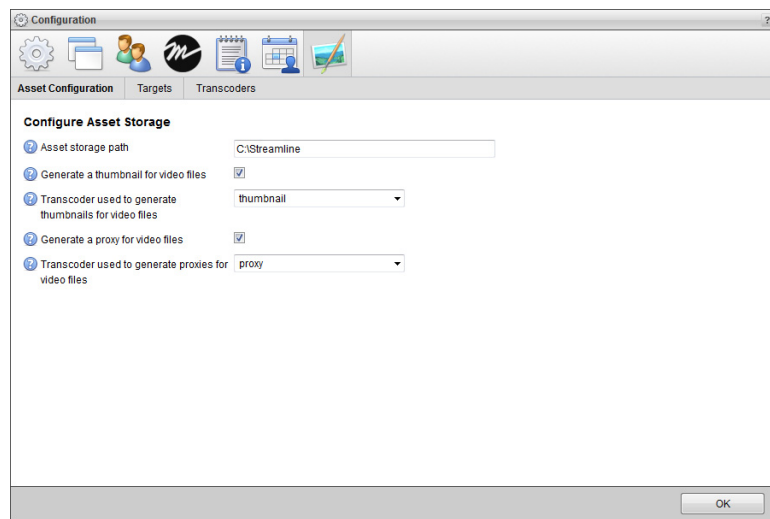 Configuration
?
Asset Configuration Targets Transcoders
Configure Asset Storage
? Asset storage path C:\Streamline
? Generate a thumbnail for video files
? Transcoder used to generate thumbnail
thumbnails for video files
? Generate a proxy for video files
? Transcoder used to generate proxies for proxy
video files
OK